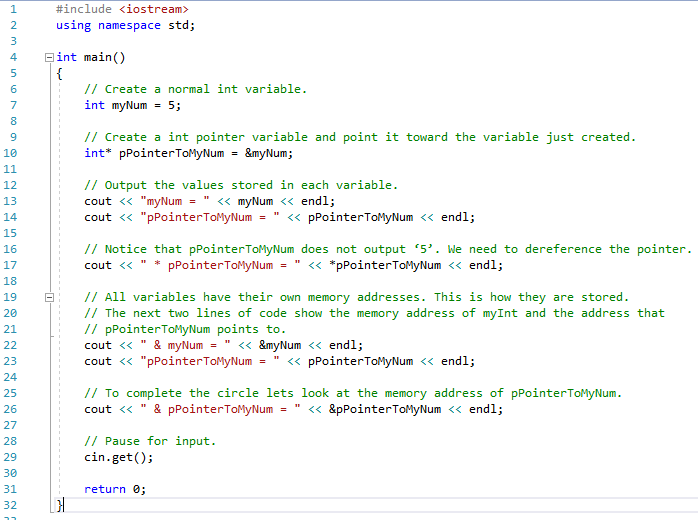 1 #include <iostream>
2 using namespace std;
3
4 int main()
5 {
6 // Create a normal int variable.
7 int myNum = 5;
8
9 // Create a int pointer variable and point it toward the variable just created.
10 int* pPointerToMyNum = &myNum;
11
12 // Output the values stored in each variable.
13 cout << "myNum = " << myNum << endl;
14 cout << "pPointerToMyNum = " << pPointerToMyNum << endl;
15
16 // Notice that pPointerToMyNum does not output ‘5’. We need to dereference the pointer.
17 cout << " * pPointerToMyNum = " << *pPointerToMyNum << endl;
18
19 // All variables have their own memory addresses. This is how they are stored.
20 // The next two lines of code show the memory address of myInt and the address that
21 // pPointerToMyNum points to.
22 cout << " & myNum = " << &myNum << endl;
23 cout << "pPointerToMyNum = " << pPointerToMyNum << endl;
24
25 // To complete the circle lets look at the memory address of pPointerToMyNum.
26 cout << " & pPointerToMyNum = " << &pPointerToMyNum << endl;
27
28 // Pause for input.
29 cin.get();
30
31 return 0;
32 }